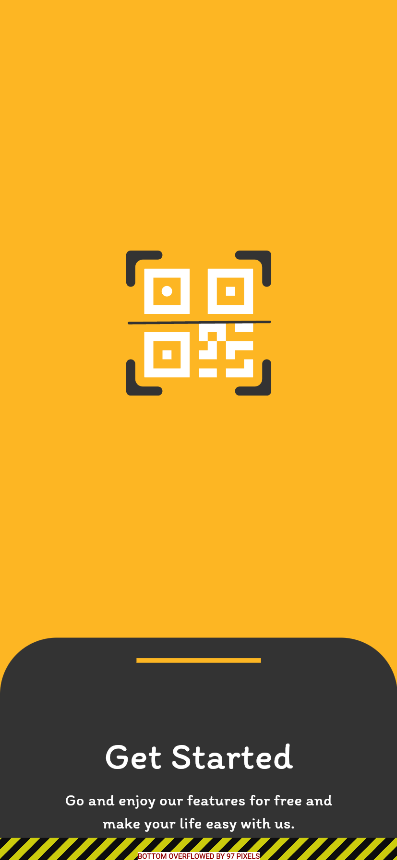 Get Started
Go and enjoy our features for free and
make your life easy with us.
BOTTOM OVERFLOWED BY 97 PIXELS